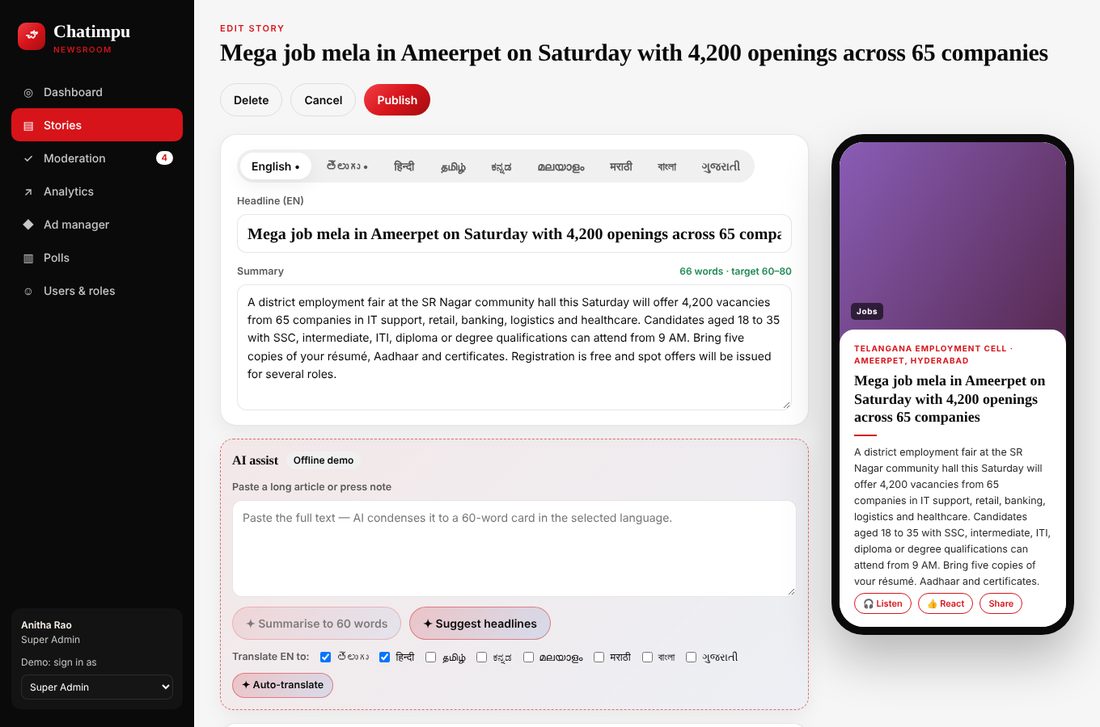 Chatimpu
NEWSROOM
Dashboard
Stories
Moderation 4
Analytics
Ad manager
Polls
Users & roles
Anitha Rao
Super Admin
Demo: sign in as
Super Admin
EDIT STORY
Mega job mela in Ameerpet on Saturday with 4,200 openings across 65 companies
Delete Cancel Publish
English • తెలుగు • हिन्दी தமிழ் ಕನ್ನಡ മലയാളം मराठी বাংলা ગુજરાતી
Headline (EN)
Mega job mela in Ameerpet on Saturday with 4,200 openings across 65 compa
Summary 66 words · target 60–80
A district employment fair at the SR Nagar community hall this Saturday will offer 4,200 vacancies
from 65 companies in IT support, retail, banking, logistics and healthcare. Candidates aged 18 to 35
with SSC, intermediate, ITI, diploma or degree qualifications can attend from 9 AM. Bring five
copies of your résumé, Aadhaar and certificates. Registration is free and spot offers will be issued
for several roles.
AI assist Offline demo
Paste a long article or press note
Paste the full text — AI condenses it to a 60-word card in the selected language.
✦ Summarise to 60 words ✦ Suggest headlines
Translate EN to: తెలుగు हिन्दी தமிழ் ಕನ್ನಡ മലയാളം मराठी বাংলা ગુજરાતી
✦ Auto-translate
Jobs
TELANGANA EMPLOYMENT CELL ·
AMEERPET, HYDERABAD
Mega job mela in Ameerpet on
Saturday with 4,200 openings
across 65 companies
A district employment fair at the SR
Nagar community hall this Saturday will
offer 4,200 vacancies from 65
companies in IT support, retail, banking,
logistics and healthcare. Candidates
aged 18 to 35 with SSC, intermediate, ITI,
diploma or degree qualifications can
attend from 9 AM. Bring five copies of
your résumé, Aadhaar and certificates.
🎧 Listen 👍 React Share